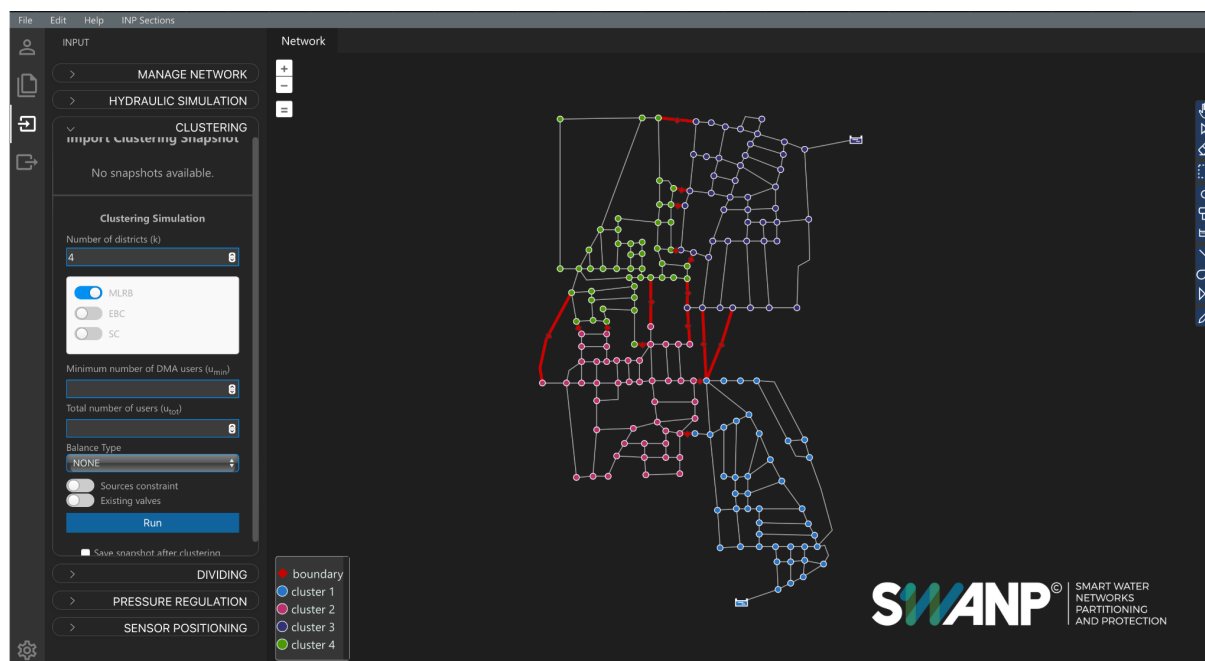 File Edit Help INP Sections
INPUT
Network
MANAGE NETWORK
HYDRAULIC SIMULATION
CLUSTERING
Import Clustering Snapshot
No snapshots available.
Clustering Simulation
Number of districts (k)
4
MLRB
EBC
SC
Minimum number of DMA users (umin)
Total number of users (utot)
Balance Type
NONE
Sources constraint
Existing valves
Run
Save snapshot after clustering
DIVIDING
PRESSURE REGULATION
SENSOR POSITIONING
boundary
cluster 1
cluster 2
cluster 3
cluster 4
SWANP©
SMART WATER
NETWORKS
PARTITIONING
AND PROTECTION